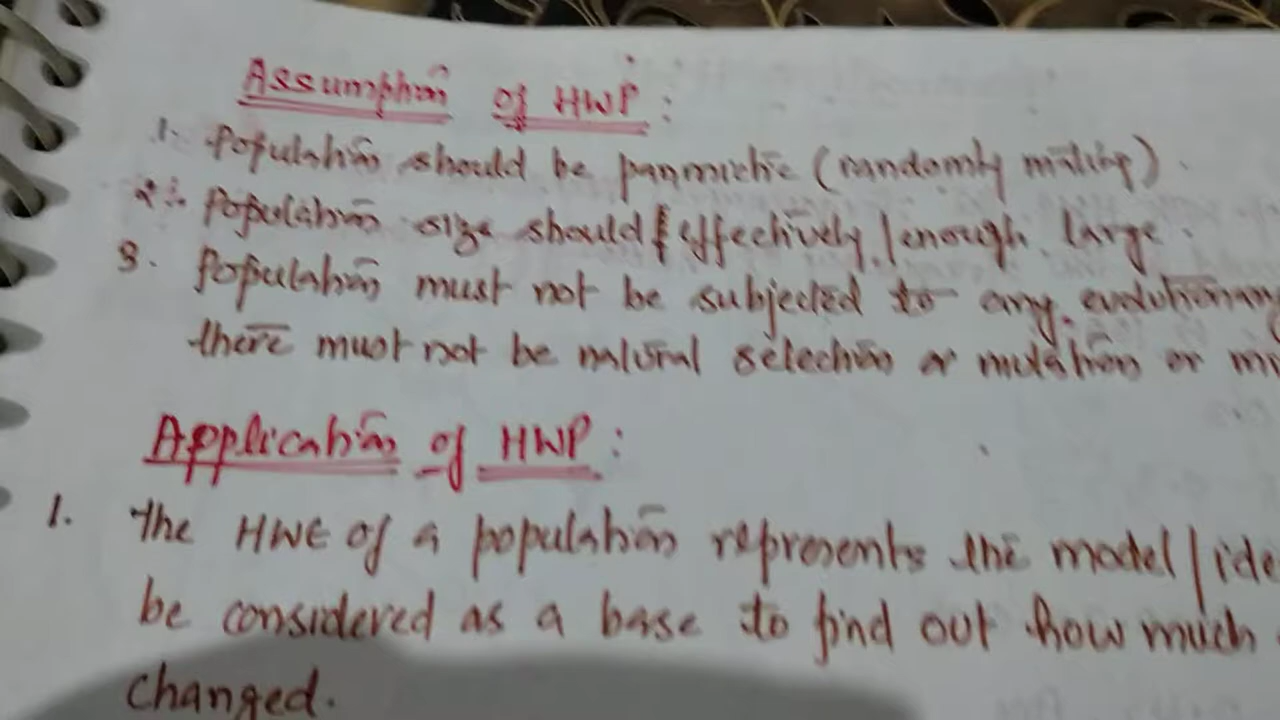 Assumption of HWP :
1. Population should be panmictic (randomly mating).
2. Population size should effectively/enough large.
3. Population must not be subjected to any evolutionary
there must not be natural selection or mutation or mi
Application of HWP :
1. The HWE of a population represents the model/ide
be considered as a base to find out how much
changed.